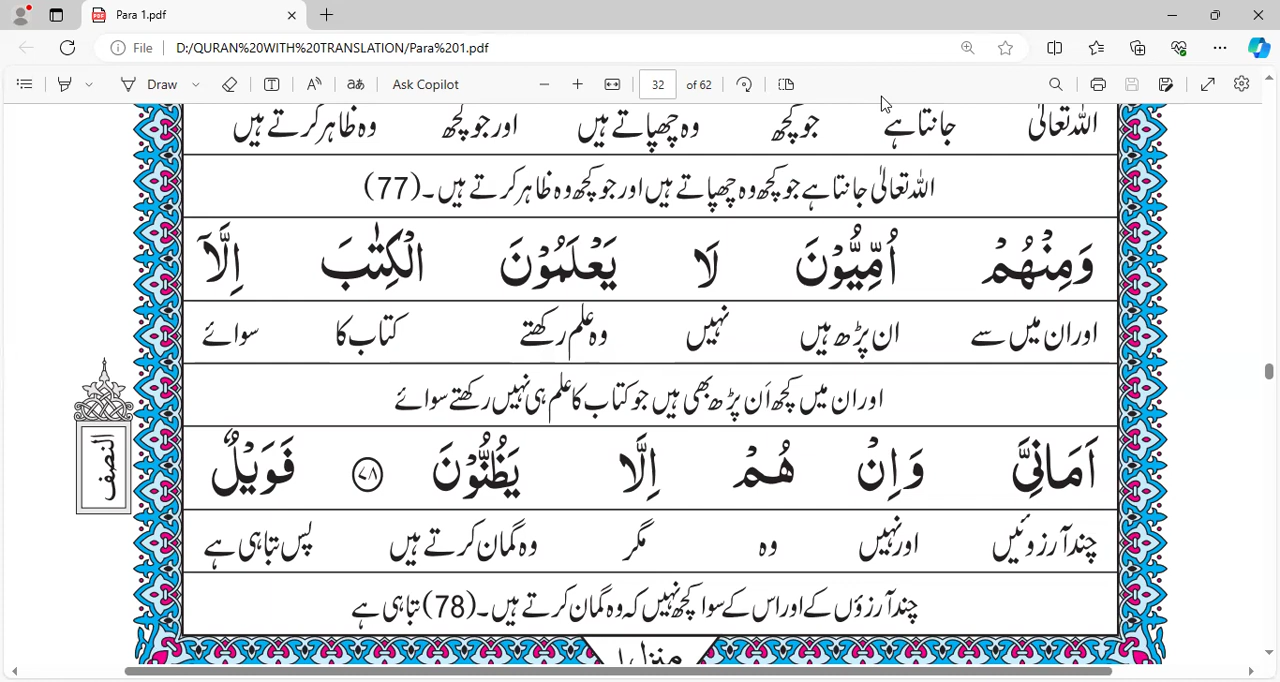 Para 1.pdf
File D:/QURAN%20WITH%20TRANSLATION/Para%201.pdf
Draw Ask Copilot 32 of 62
اللہ تعالیٰ جانتا ہے جو کچھ وہ چھپاتے ہیں اور جو کچھ وہ ظاہر کرتے ہیں
اللہ تعالیٰ جانتا ہے جو کچھ وہ چھپاتے ہیں اور جو کچھ وہ ظاہر کرتے ہیں۔(77)
وَمِنْهُمْ اُمِّيُّوْنَ لَا يَعْلَمُوْنَ الْكِتٰبَ اِلَّآ
اور ان میں سے ان پڑھ ہیں نہیں وہ علم رکھتے کتاب کا سوائے
اور ان میں کچھ اَن پڑھ بھی ہیں جو کتاب کا علم ہی نہیں رکھتے سوائے
اَمَانِىَّ وَاِنْ هُمْ اِلَّا يَظُنُّوْنَ ۷۸ فَوَيْلٌ
چند آرزوئیں اور نہیں وہ مگر وہ گمان کرتے ہیں پس تباہی ہے
چند آرزؤں کے اور اس کے سوا کچھ نہیں کہ وہ گمان کرتے ہیں۔(78) تباہی ہے
النصف
منزل ۱